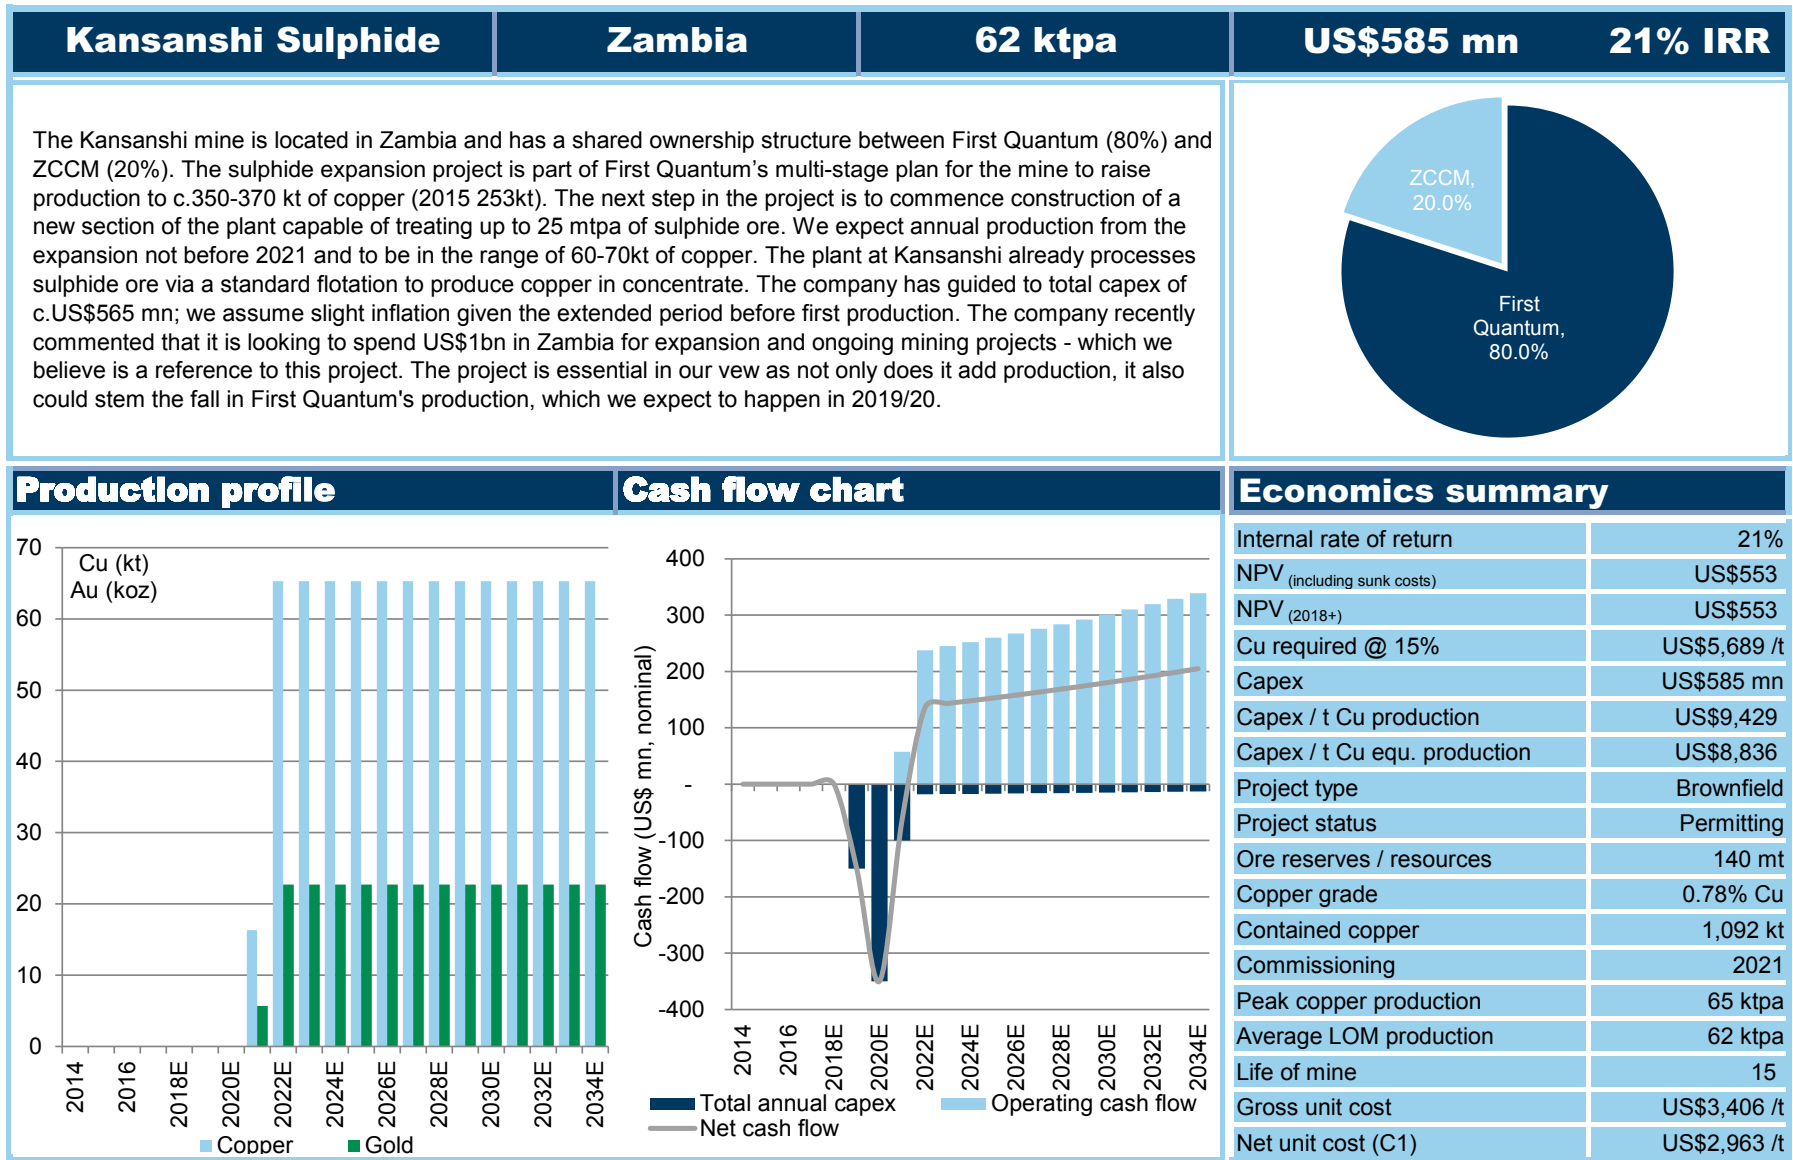 Kansanshi Sulphide
Zambia
62 ktpa
US$585 mn
21% IRR
The Kansanshi mine is located in Zambia and has a shared ownership structure between First Quantum (80%) and
ZCCM (20%). The sulphide expansion project is part of First Quantum’s multi-stage plan for the mine to raise
production to c.350-370 kt of copper (2015 253kt). The next step in the project is to commence construction of a
new section of the plant capable of treating up to 25 mtpa of sulphide ore. We expect annual production from the
expansion not before 2021 and to be in the range of 60-70kt of copper. The plant at Kansanshi already processes
sulphide ore via a standard flotation to produce copper in concentrate. The company has guided to total capex of
c.US$565 mn; we assume slight inflation given the extended period before first production. The company recently
commented that it is looking to spend US$1bn in Zambia for expansion and ongoing mining projects - which we
believe is a reference to this project. The project is essential in our vew as not only does it add production, it also
could stem the fall in First Quantum's production, which we expect to happen in 2019/20.
ZCCM,
20.0%
First
Quantum,
80.0%
Production profile
70
60
50
40
30
20
10
0
Cu (kt)
Au (koz)
2014
2016
2018E
2020E
2022E
2024E
2026E
2028E
2030E
2032E
2034E
Copper
Gold
Cash flow chart
Cash flow (US$ mn, nominal)
400
300
200
100
-
-100
-200
-300
-400
2014
2016
2018E
2020E
2022E
2024E
2026E
2028E
2030E
2032E
2034E
Total annual capex
Operating cash flow
Net cash flow
Economics summary
Internal rate of return 21%
NPV (including sunk costs) US$553
NPV (2018+) US$553
Cu required @ 15% US$5,689 /t
Capex US$585 mn
Capex / t Cu production US$9,429
Capex / t Cu equ. production US$8,836
Project type Brownfield
Project status Permitting
Ore reserves / resources 140 mt
Copper grade 0.78% Cu
Contained copper 1,092 kt
Commissioning 2021
Peak copper production 65 ktpa
Average LOM production 62 ktpa
Life of mine 15
Gross unit cost US$3,406 /t
Net unit cost (C1) US$2,963 /t